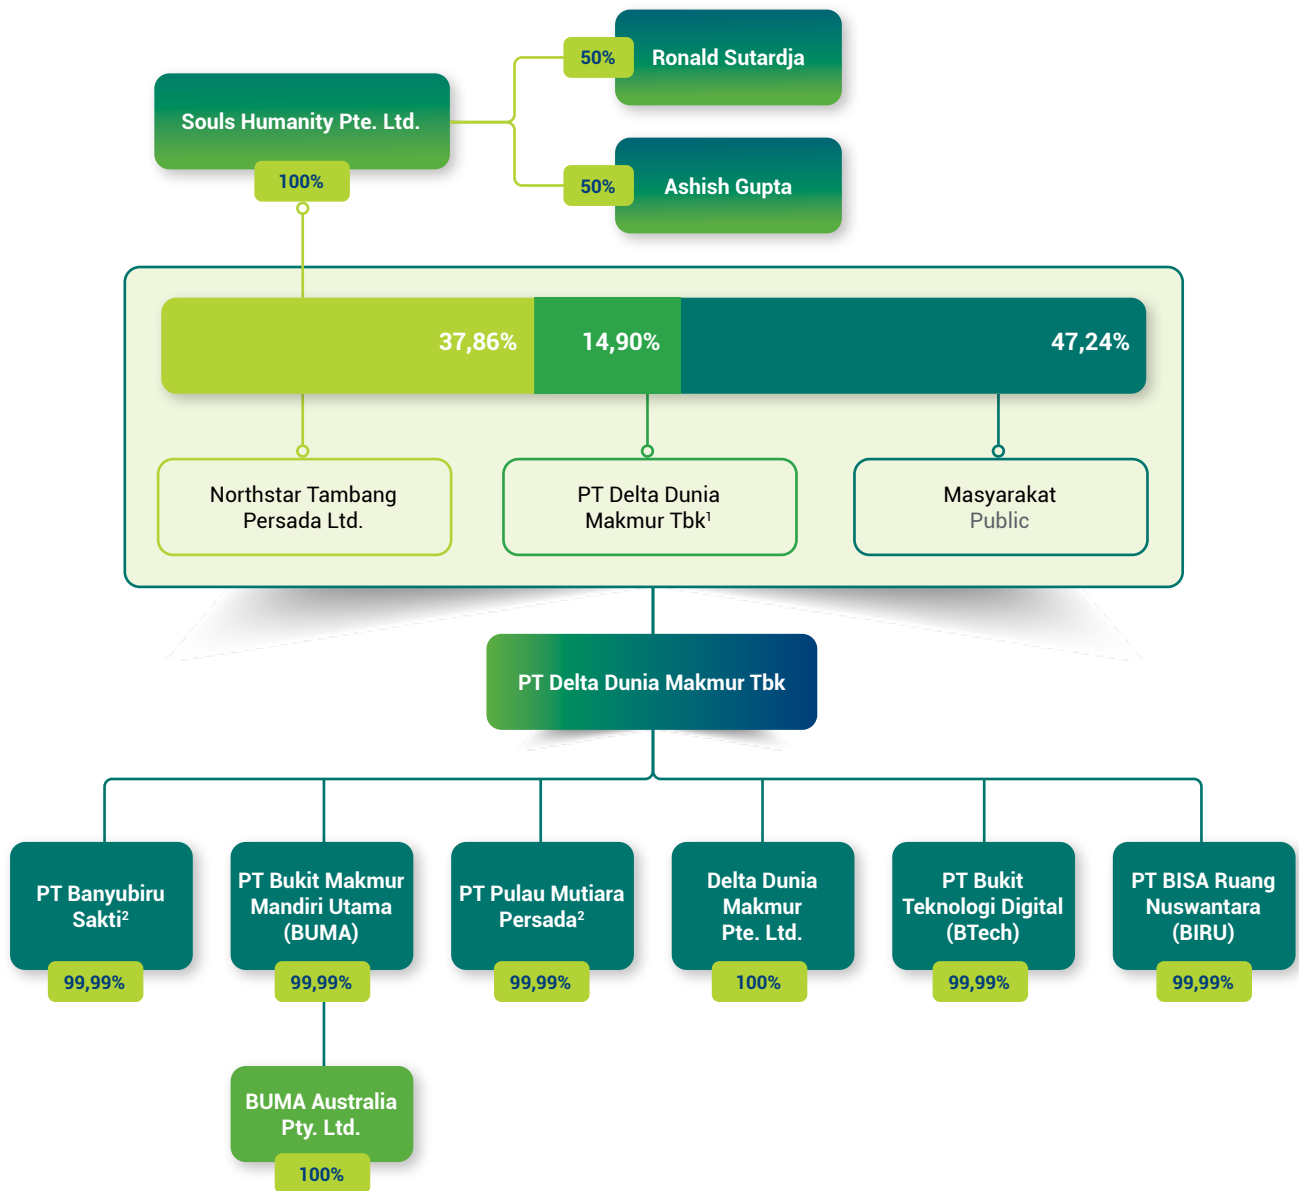 50%
Ronald Sutardja
Souls Humanity Pte. Ltd.
100%
50%
Ashish Gupta
37,86%
14,90%
47,24%
Northstar Tambang
Persada Ltd.
PT Delta Dunia
Makmur Tbk¹
Masyarakat
Public
PT Delta Dunia Makmur Tbk
PT Banyubiru
Sakti²
99,99%
PT Bukit Makmur
Mandiri Utama
(BUMA)
99,99%
PT Pulau Mutiara
Persada²
99,99%
Delta Dunia
Makmur
Pte. Ltd.
100%
PT Bukit
Teknologi Digital
(BTech)
99,99%
PT BISA Ruang
Nuswantara
(BIRU)
99,99%
BUMA Australia
Pty. Ltd.
100%